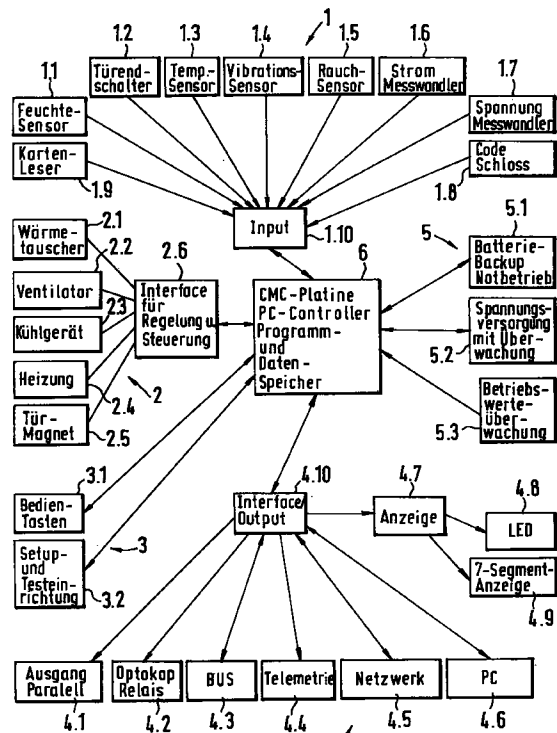 1
1.2
1.3
1.4
1.5
1.6
1.1
1.7
Türend-
schalter
Temp.-
Sensor
Vibrations-
Sensor
Rauch-
Sensor
Strom
Messwandler
Feuchte-
Sensor
Spannung
Messwandler
Karten-
Leser
Code
Schloss
1.9
1.8
Input
1.10
Wärme-
tauscher
2.1
Ventilator
2.2
Kühlgerät
2.3
Heizung
2.4
Tür-
Magnet
2.5
2
2.6
Interface
für
Regelung u.
Steuerung
6
CMC-Platine
PC-Controller
Programm-
und
Daten-
Speicher
5
5.1
Batterie-
Backup
Notbetrieb
Spannungs-
versorgung
mit Über-
wachung
5.2
Betriebs-
werte-
über-
wachung
5.3
3.1
Bedien-
Tasten
3
Setup-
und
Testein-
richtung
3.2
4.10
Interface/
Output
4.7
Anzeige
4.8
LED
7-Segment-
Anzeige
4.9
Ausgang
Paralell
Optokap
Relais
BUS
Telemetrie
Netzwerk
PC
4.1
4.2
4.3
4.4
4.5
4.6